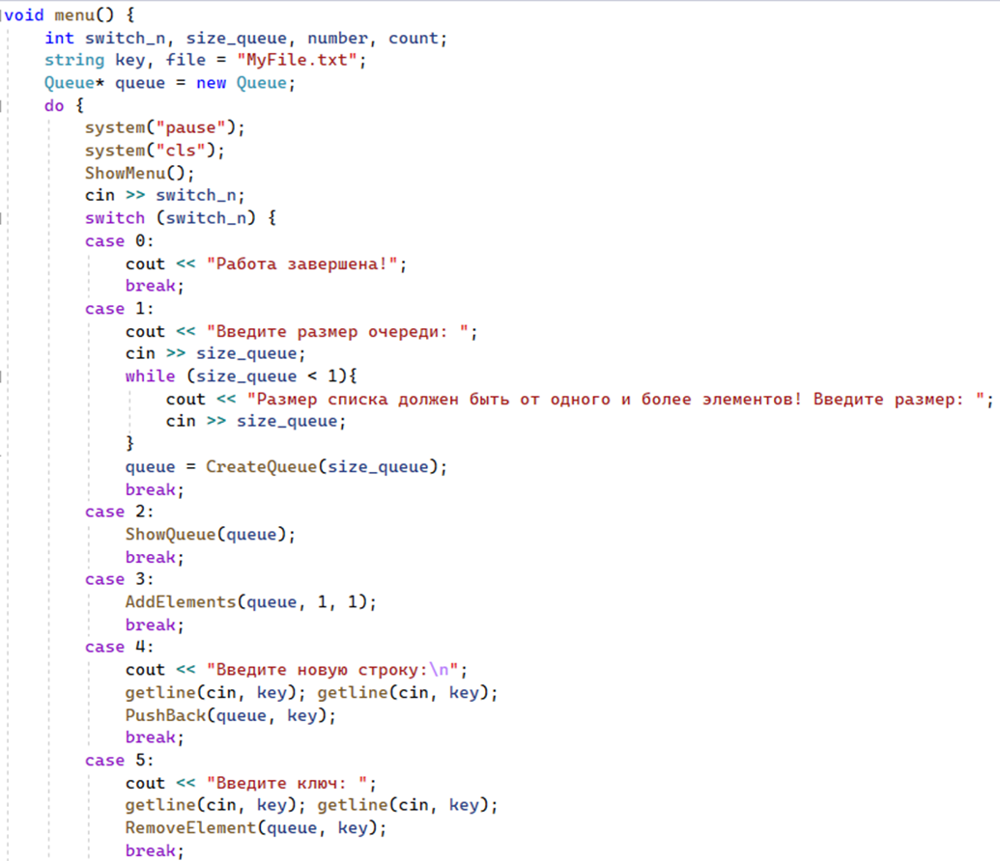 void menu() {
    int switch_n, size_queue, number, count;
    string key, file = "MyFile.txt";
    Queue* queue = new Queue;
    do {
        system("pause");
        system("cls");
        ShowMenu();
        cin >> switch_n;
        switch (switch_n) {
        case 0:
            cout << "Работа завершена!";
            break;
        case 1:
            cout << "Введите размер очереди: ";
            cin >> size_queue;
            while (size_queue < 1){
                cout << "Размер списка должен быть от одного и более элементов! Введите размер: ";
                cin >> size_queue;
            }
            queue = CreateQueue(size_queue);
            break;
        case 2:
            ShowQueue(queue);
            break;
        case 3:
            AddElements(queue, 1, 1);
            break;
        case 4:
            cout << "Введите новую строку:\n";
            getline(cin, key); getline(cin, key);
            PushBack(queue, key);
            break;
        case 5:
            cout << "Введите ключ: ";
            getline(cin, key); getline(cin, key);
            RemoveElement(queue, key);
            break;